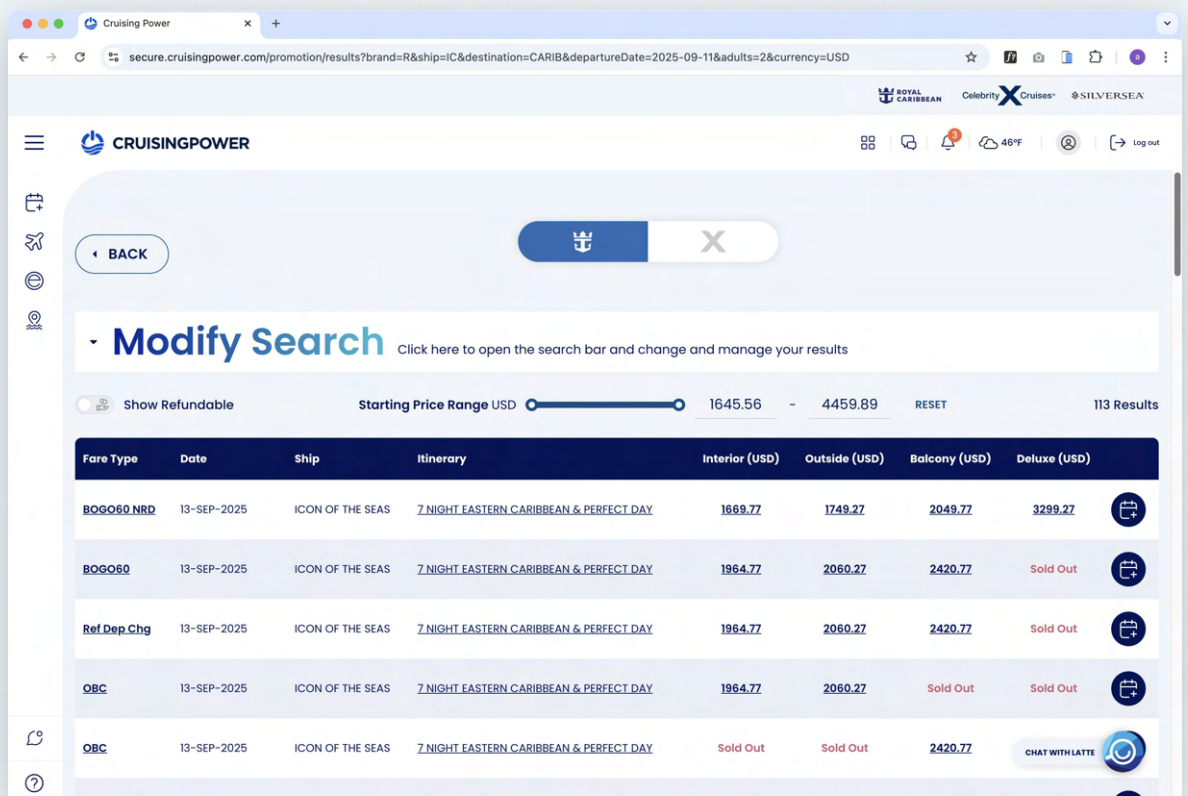 Cruising Power
secure.cruisingpower.com/promotion/results?brand=R&ship=IC&destination=CARIB&departureDate=2025-09-11&adults=2&currency=USD
a
ROYAL CARIBBEAN
Celebrity X Cruises®
SILVERSEA
CRUISINGPOWER
3
46°F
Log out
BACK
X
Modify Search Click here to open the search bar and change and manage your results
Show Refundable Starting Price Range USD 1645.56 - 4459.89 RESET 113 Results
Fare Type Date Ship Itinerary Interior (USD) Outside (USD) Balcony (USD) Deluxe (USD)
BOGO60 NRD 13-SEP-2025 ICON OF THE SEAS 7 NIGHT EASTERN CARIBBEAN & PERFECT DAY 1669.77 1749.27 2049.77 3299.27
BOGO60 13-SEP-2025 ICON OF THE SEAS 7 NIGHT EASTERN CARIBBEAN & PERFECT DAY 1964.77 2060.27 2420.77 Sold Out
Ref Dep Chg 13-SEP-2025 ICON OF THE SEAS 7 NIGHT EASTERN CARIBBEAN & PERFECT DAY 1964.77 2060.27 2420.77 Sold Out
OBC 13-SEP-2025 ICON OF THE SEAS 7 NIGHT EASTERN CARIBBEAN & PERFECT DAY 1964.77 2060.27 Sold Out Sold Out
OBC 13-SEP-2025 ICON OF THE SEAS 7 NIGHT EASTERN CARIBBEAN & PERFECT DAY Sold Out Sold Out 2420.77
CHAT WITH LATTE